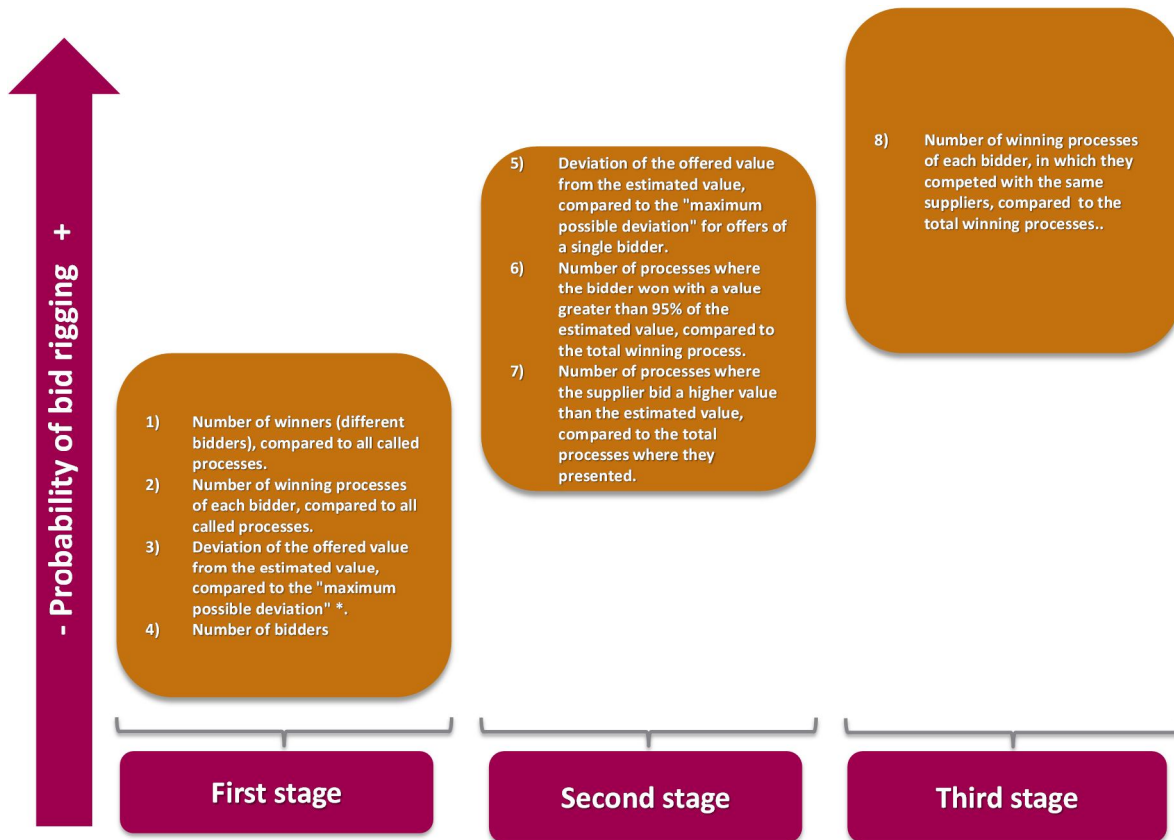 - Probability of bid rigging +
1) Number of winners (different
bidders), compared to all called
processes.
2) Number of winning processes
of each bidder, compared to all
called processes.
3) Deviation of the offered value
from the estimated value,
compared to the "maximum
possible deviation" *.
4) Number of bidders
First stage
5) Deviation of the offered value
from the estimated value,
compared to the "maximum
possible deviation" for offers of
a single bidder.
6) Number of processes where
the bidder won with a value
greater than 95% of the
estimated value, compared to
the total winning process.
7) Number of processes where
the supplier bid a higher value
than the estimated value,
compared to the total
processes where they
presented.
Second stage
8) Number of winning processes
of each bidder, in which they
competed with the same
suppliers, compared to the
total winning processes..
Third stage